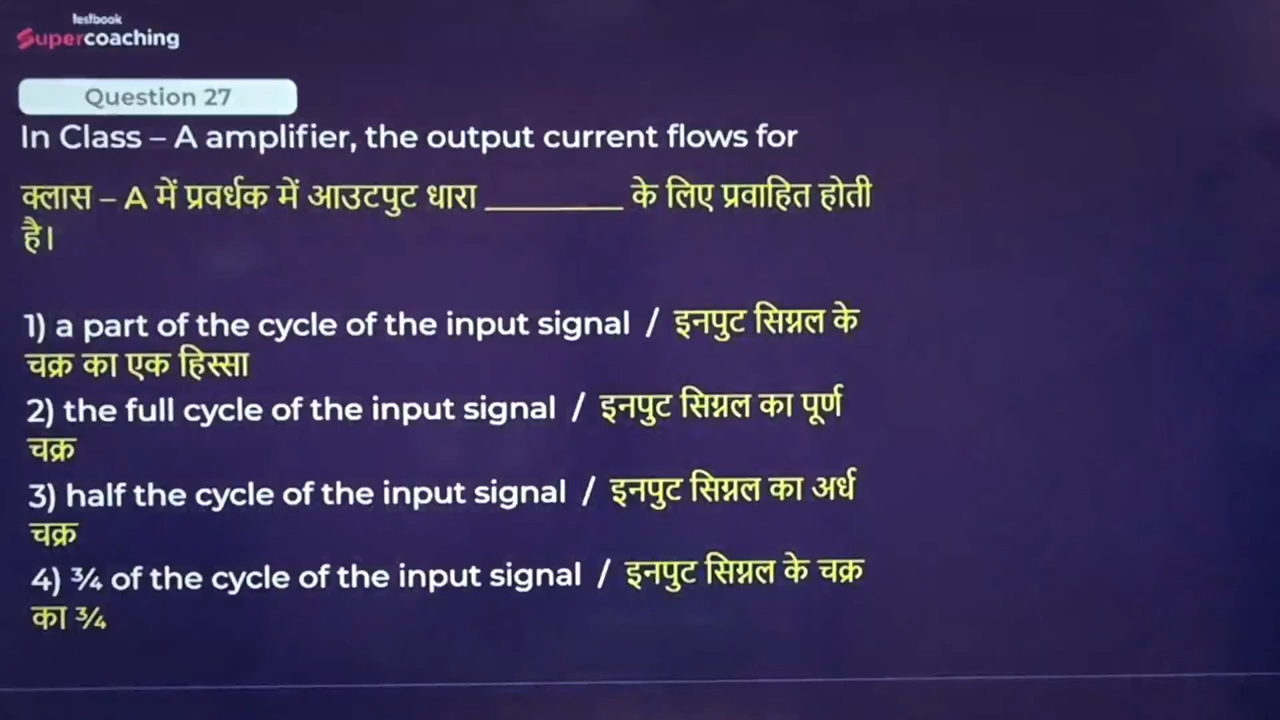 testbook
Supercoaching
Question 27
In Class – A amplifier, the output current flows for
क्लास – A में प्रवर्धक में आउटपुट धारा ________ के लिए प्रवाहित होती
है।
1) a part of the cycle of the input signal / इनपुट सिग्नल के
चक्र का एक हिस्सा
2) the full cycle of the input signal / इनपुट सिग्नल का पूर्ण
चक्र
3) half the cycle of the input signal / इनपुट सिग्नल का अर्ध
चक्र
4) ¾ of the cycle of the input signal / इनपुट सिग्नल के चक्र
का ¾